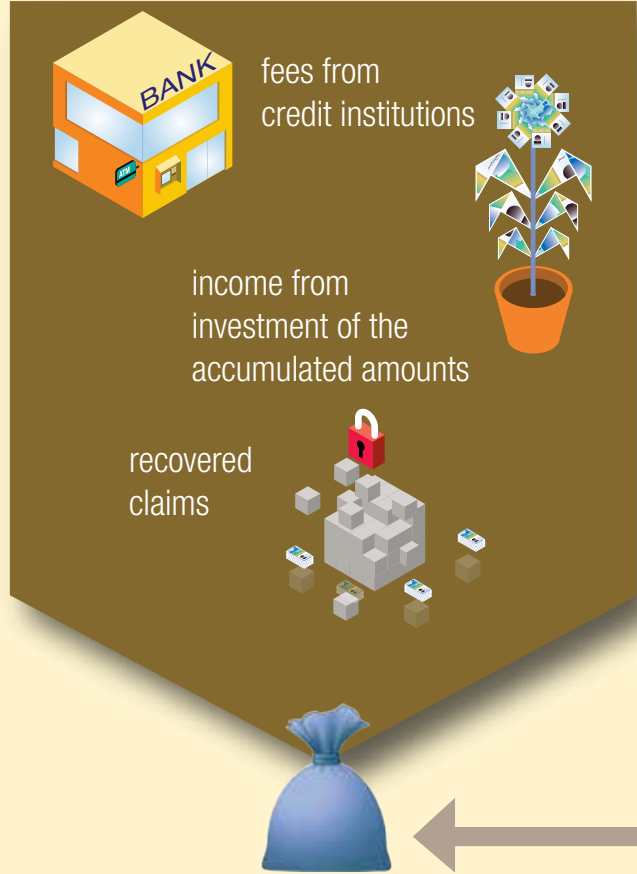 BANK
ATM
fees from
credit institutions
income from
investment of the
accumulated amounts
recovered
claims